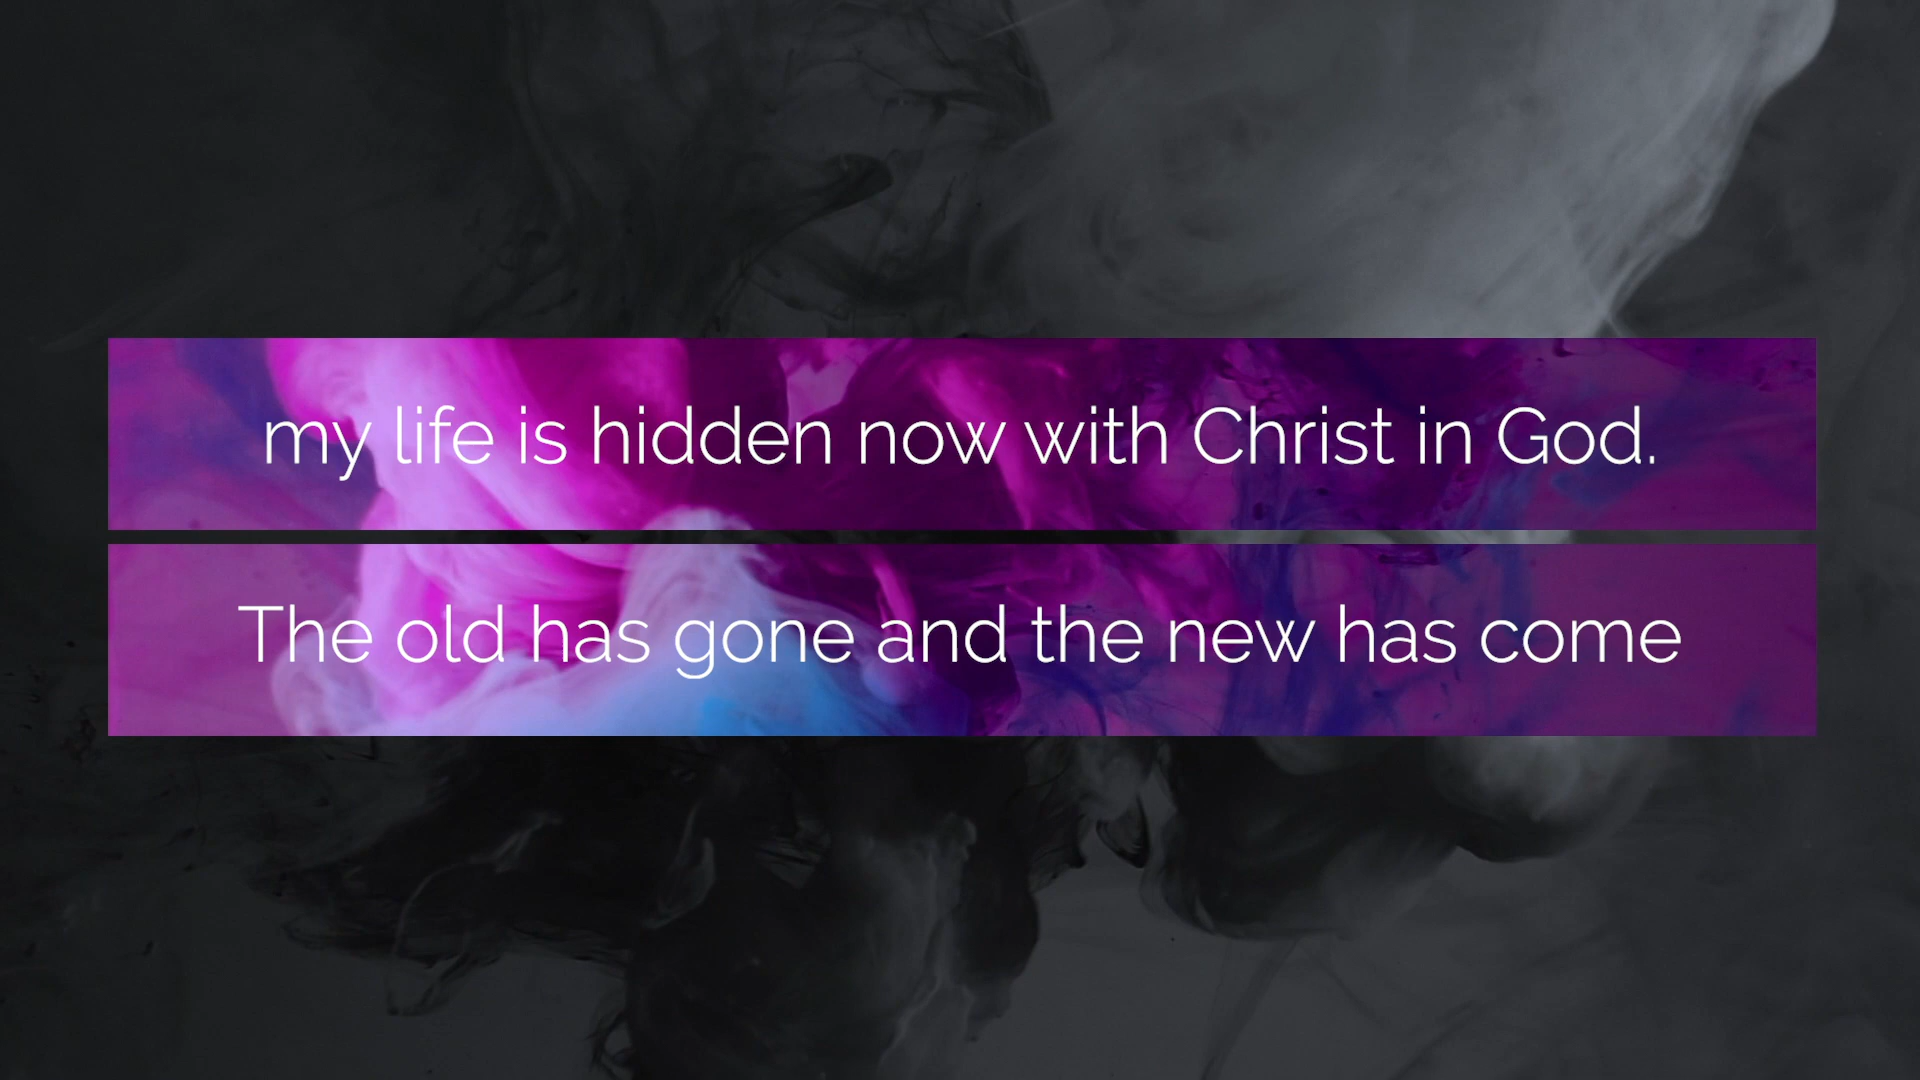 my life is hidden now with Christ in God.
The old has gone and the new has come